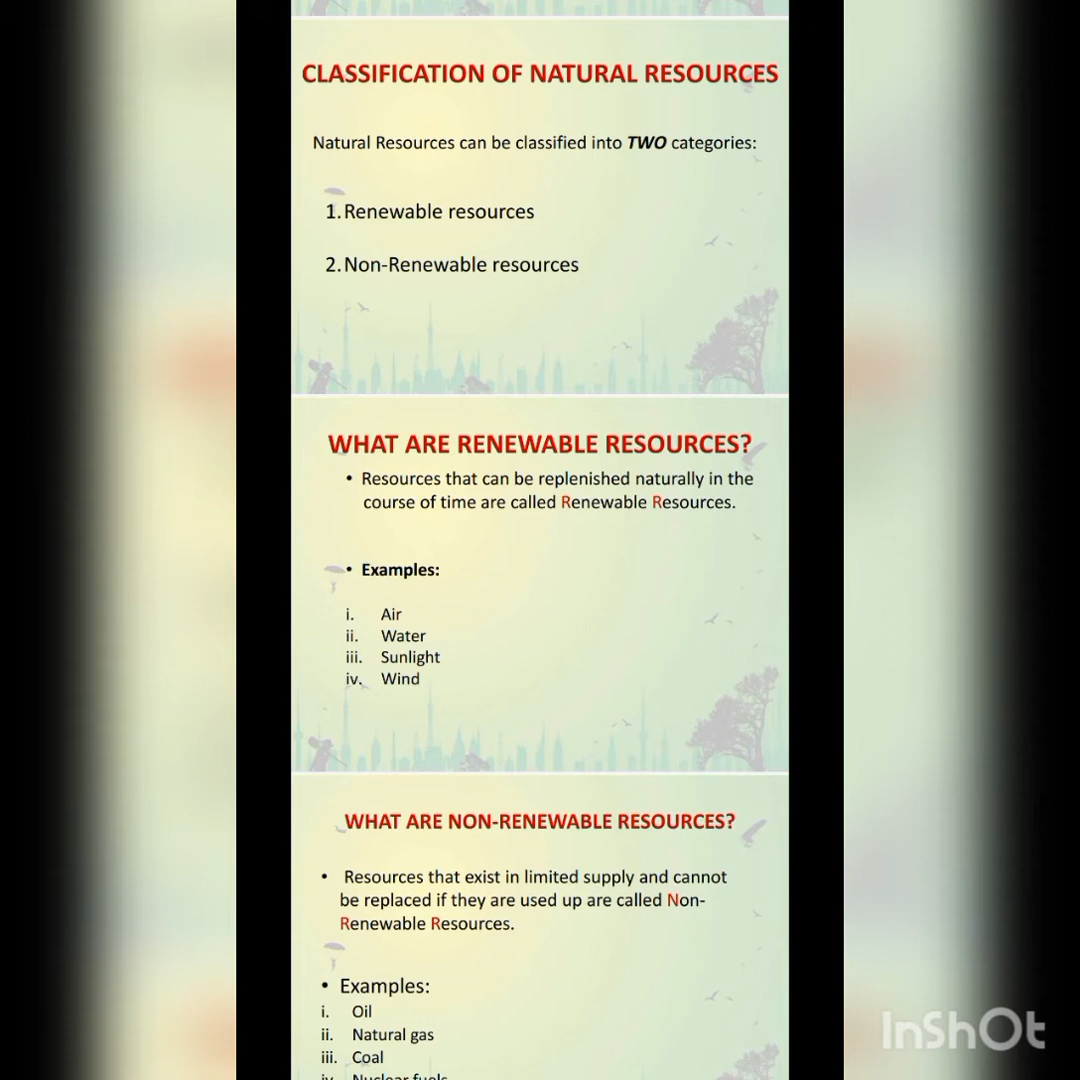 CLASSIFICATION OF NATURAL RESOURCES
Natural Resources can be classified into TWO categories:
1. Renewable resources
2. Non-Renewable resources
WHAT ARE RENEWABLE RESOURCES?
• Resources that can be replenished naturally in the
course of time are called Renewable Resources.
• Examples:
i. Air
ii. Water
iii. Sunlight
iv. Wind
WHAT ARE NON-RENEWABLE RESOURCES?
• Resources that exist in limited supply and cannot
be replaced if they are used up are called Non-
Renewable Resources.
• Examples:
i. Oil
ii. Natural gas
iii. Coal
iv. Nuclear fuels
InShOt